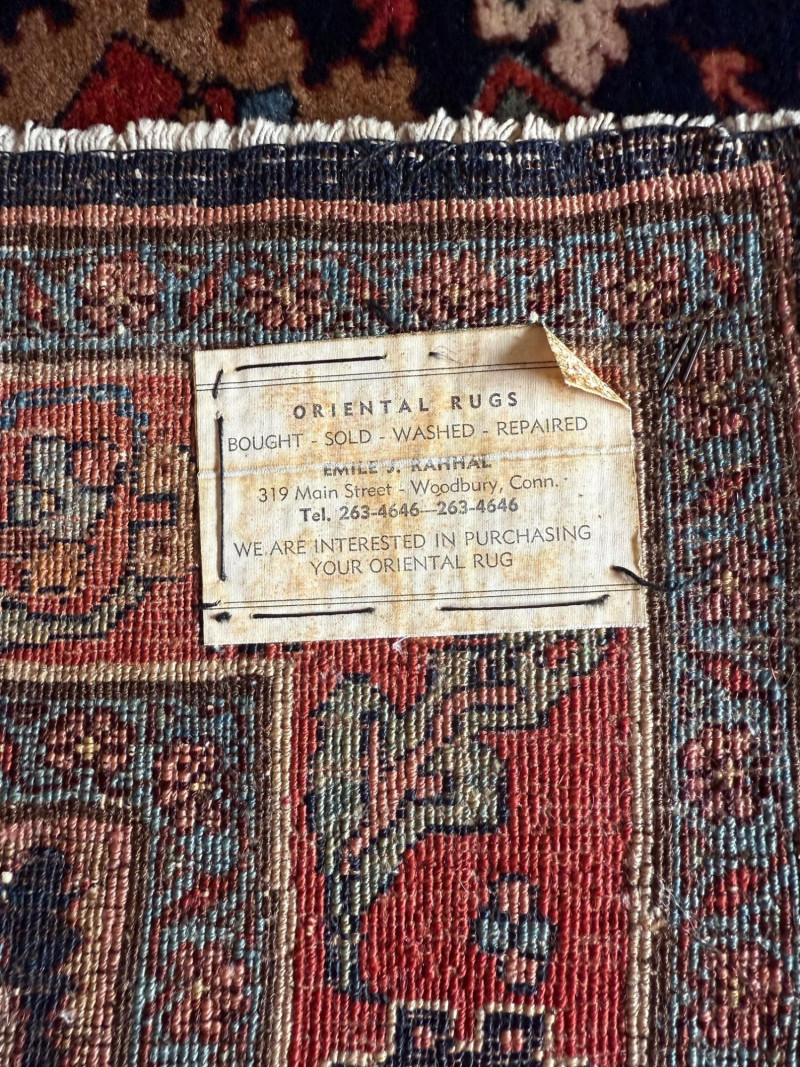 ORIENTAL RUGS
BOUGHT - SOLD - WASHED - REPAIRED
EMILE J. RAHHAL
319 Main Street - Woodbury, Conn.
Tel. 263-4646—263-4646
WE ARE INTERESTED IN PURCHASING
YOUR ORIENTAL RUG